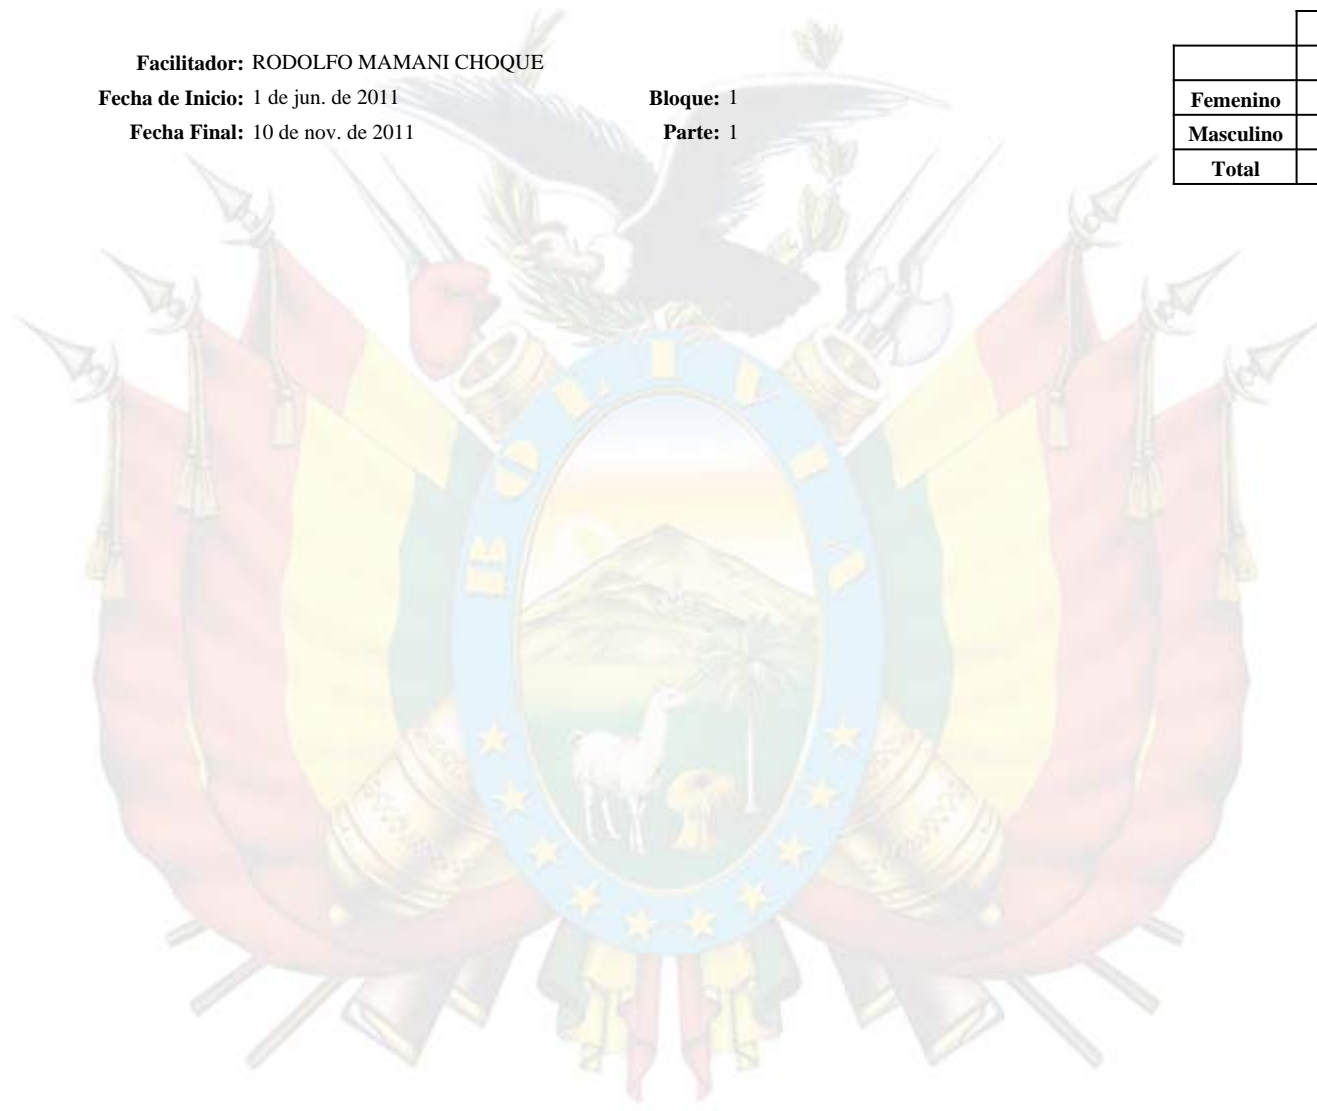 Facilitador: RODOLFO MAMANI CHOQUE
Fecha de Inicio: 1 de jun. de 2011 Bloque: 1
Fecha Final: 10 de nov. de 2011 Parte: 1
Femenino
Masculino
Total
BOLIVIA